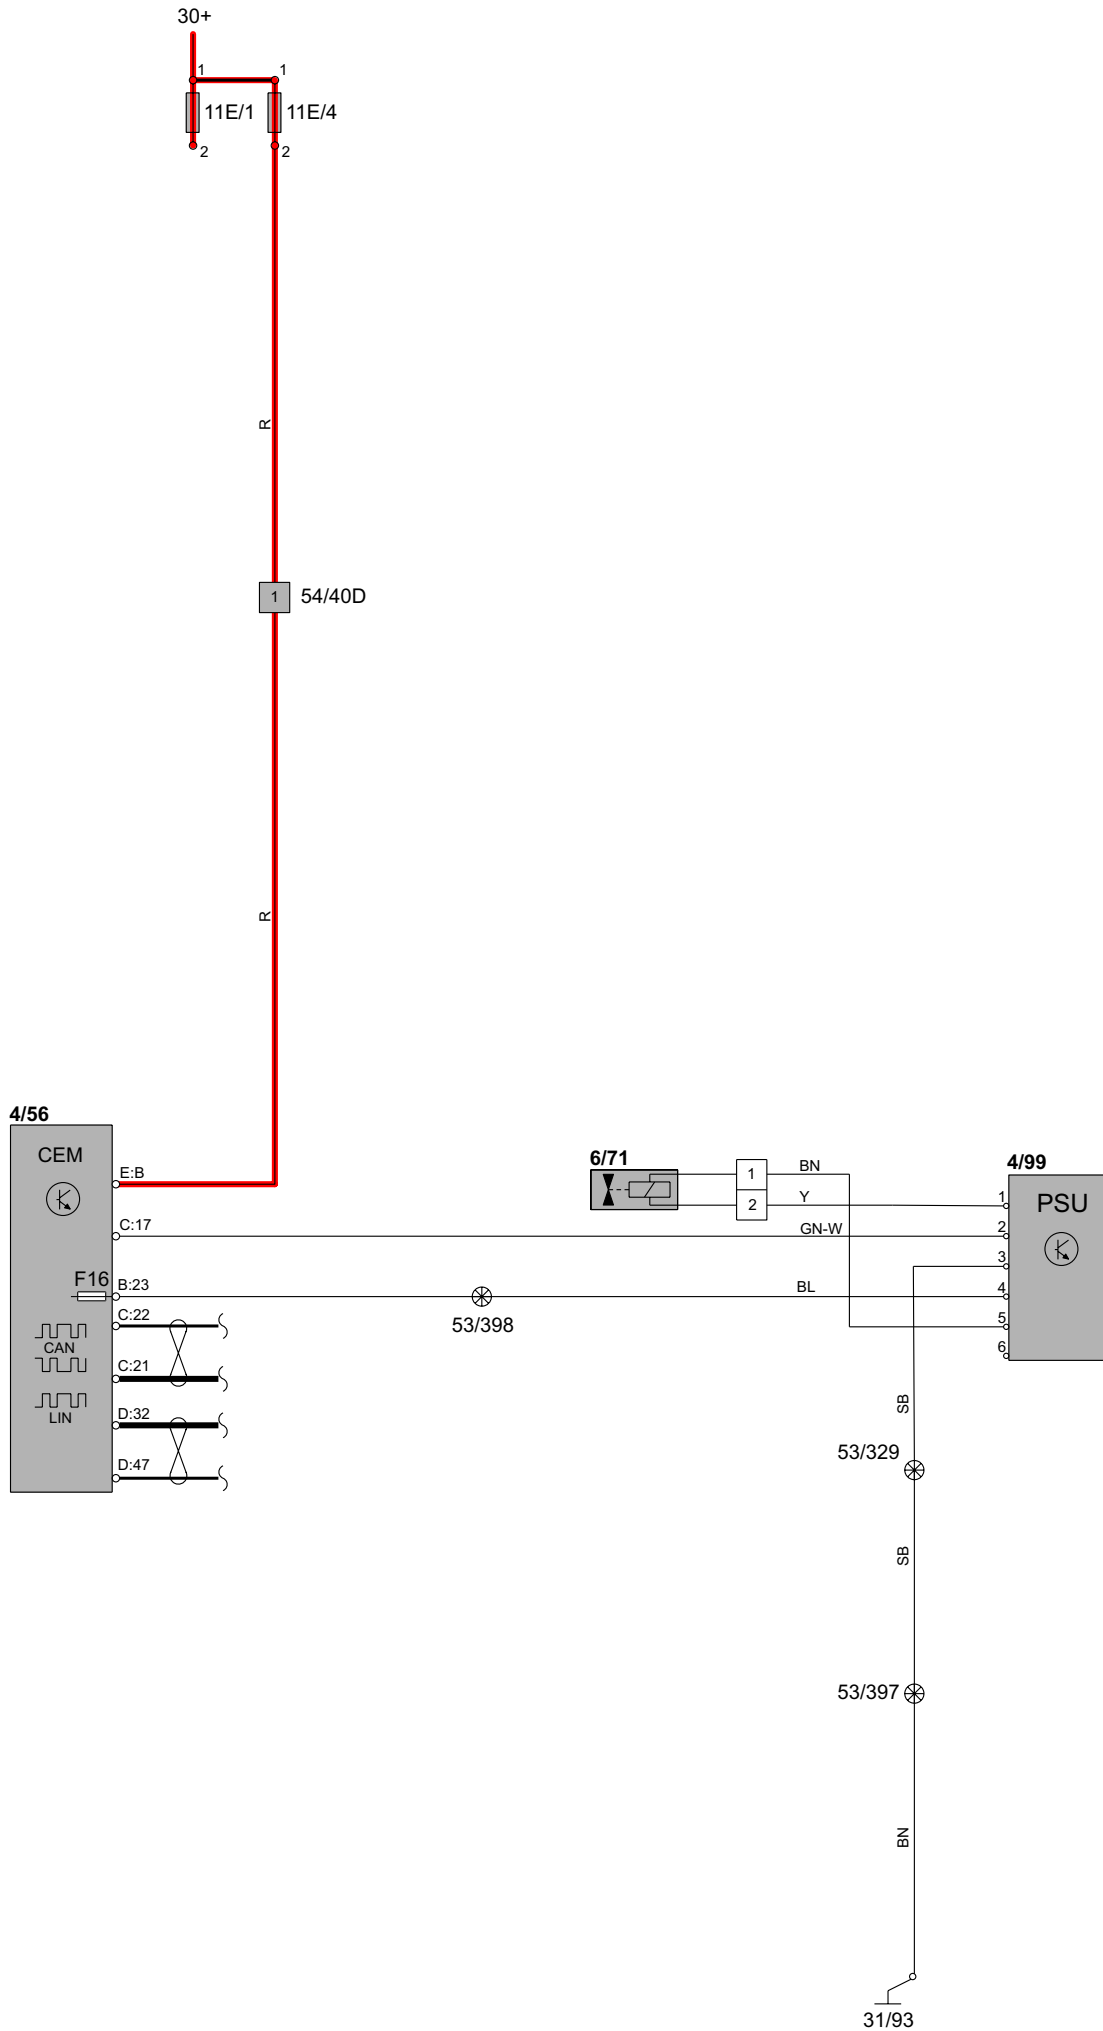 30+
1 1
11E/1 11E/4
2 2
R
1 54/40D
R
4/56
CEM
E:B
6/71
1 BN
4/99
2 Y
1
PSU
C:17
GN-W
2
3
F16 B:23
BL
4
53/398
C:22
5
CAN
6
C:21
LIN
D:32
SB
53/329
D:47
SB
53/397
BN
31/93